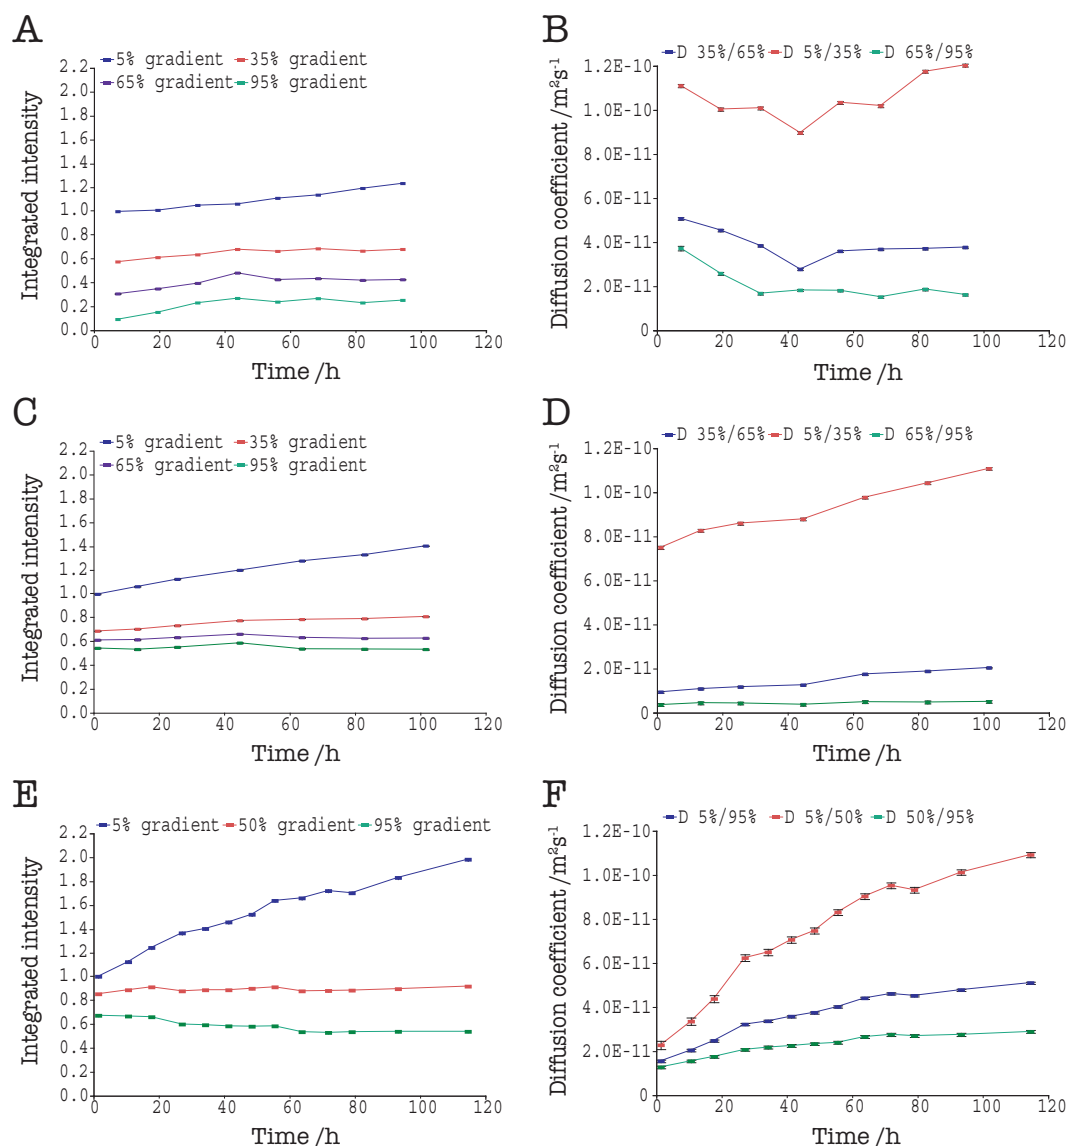 A
5% gradient 35% gradient
65% gradient 95% gradient
Integrated intensity
2.2
2.0
1.8
1.6
1.4
1.2
1.0
0.8
0.6
0.4
0.2
0.0
0 20 40 60 80 100 120
Time /h
B
D 35%/65% D 5%/35% D 65%/95%
Diffusion coefficient /m²s⁻¹
1.2E-10
1.0E-10
8.0E-11
6.0E-11
4.0E-11
2.0E-11
0
0 20 40 60 80 100 120
Time /h
C
5% gradient 35% gradient
65% gradient 95% gradient
Integrated intensity
2.2
2.0
1.8
1.6
1.4
1.2
1.0
0.8
0.6
0.4
0.2
0.0
0 20 40 60 80 100 120
Time /h
D
D 35%/65% D 5%/35% D 65%/95%
Diffusion coefficient /m²s⁻¹
1.2E-10
1.0E-10
8.0E-11
6.0E-11
4.0E-11
2.0E-11
0
0 20 40 60 80 100 120
Time /h
E
5% gradient 50% gradient 95% gradient
Integrated intensity
2.2
2.0
1.8
1.6
1.4
1.2
1.0
0.8
0.6
0.4
0.2
0.0
0 20 40 60 80 100 120
Time /h
F
D 5%/95% D 5%/50% D 50%/95%
Diffusion coefficient /m²s⁻¹
1.2E-10
1.0E-10
8.0E-11
6.0E-11
4.0E-11
2.0E-11
0
0 20 40 60 80 100 120
Time /h